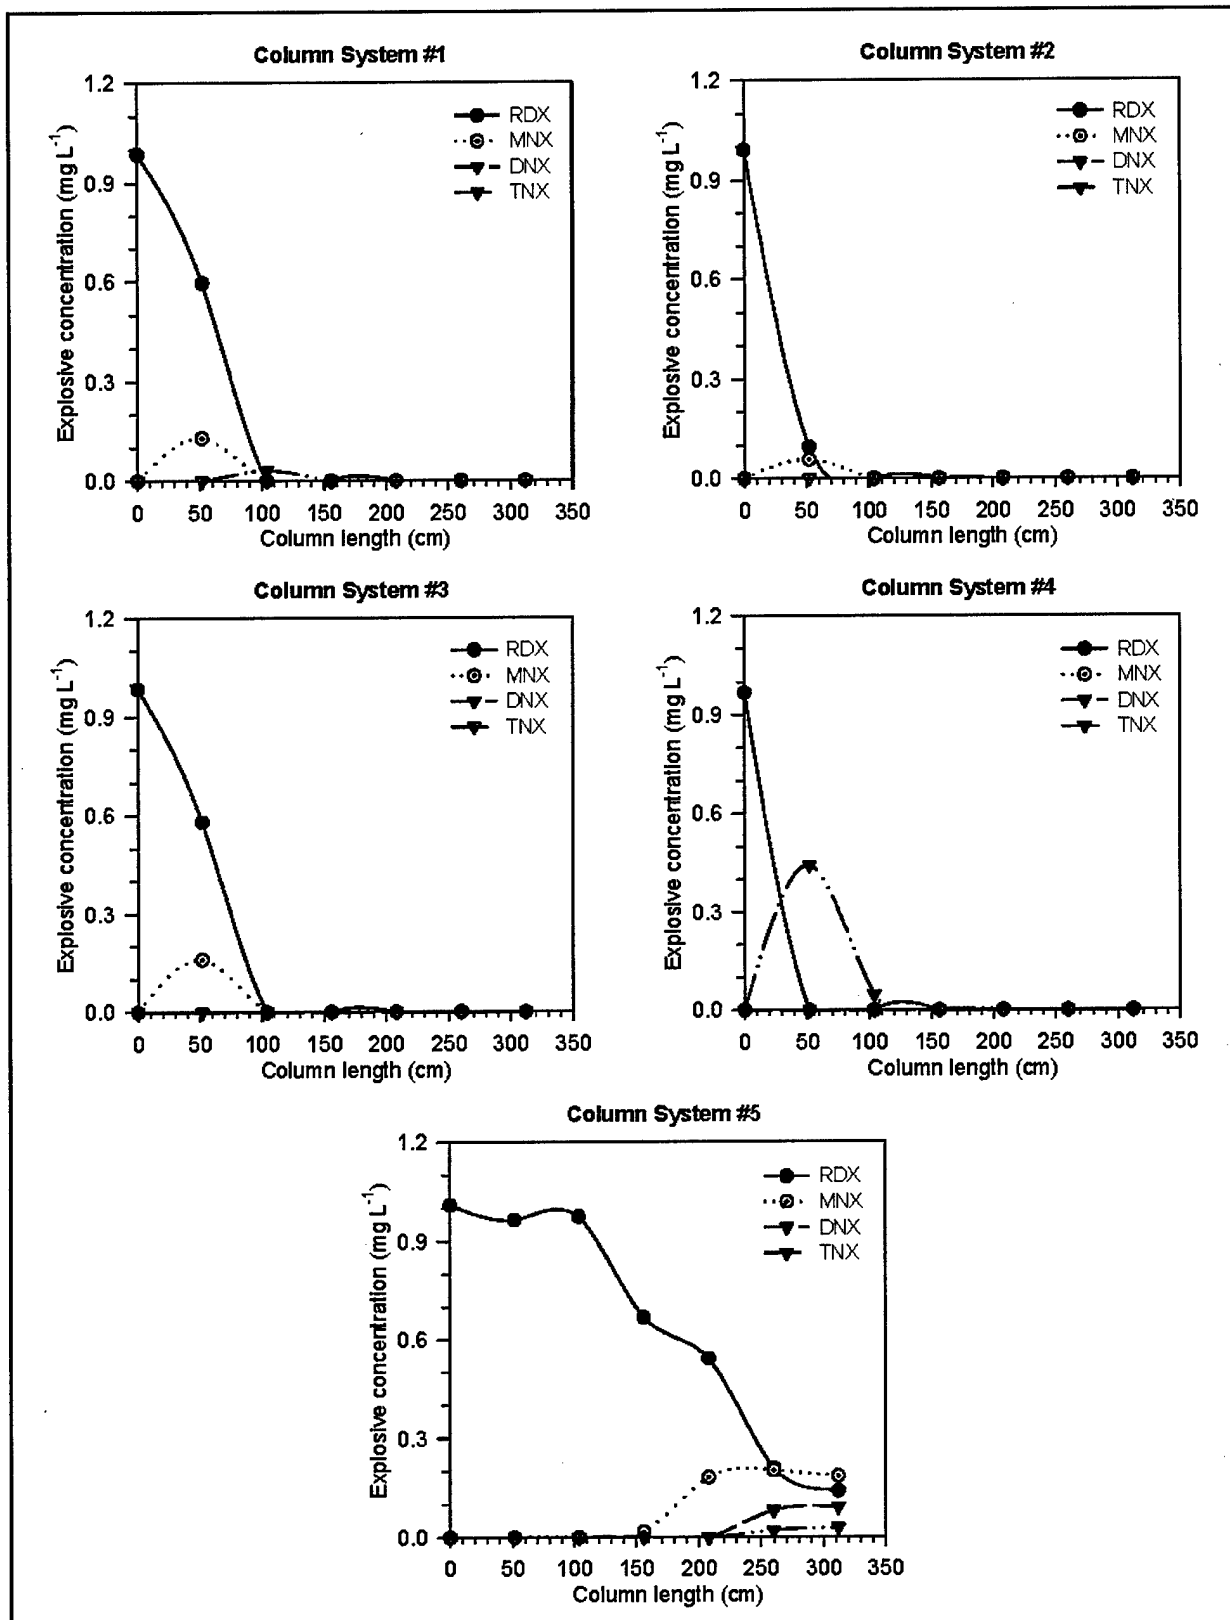 Column System #1
1.2
0.9
0.6
0.3
0.0
Explosive concentration (mg L⁻¹)
RDX
MNX
DNX
TNX
0 50 100 150 200 250 300 350
Column length (cm)
Column System #2
1.2
0.9
0.6
0.3
0.0
Explosive concentration (mg L⁻¹)
RDX
MNX
DNX
TNX
0 50 100 150 200 250 300 350
Column length (cm)
Column System #3
1.2
0.9
0.6
0.3
0.0
Explosive concentration (mg L⁻¹)
RDX
MNX
DNX
TNX
0 50 100 150 200 250 300 350
Column length (cm)
Column System #4
1.2
0.9
0.6
0.3
0.0
Explosive concentration (mg L⁻¹)
RDX
MNX
DNX
TNX
0 50 100 150 200 250 300 350
Column length (cm)
Column System #5
1.2
0.9
0.6
0.3
0.0
Explosive concentration (mg L⁻¹)
RDX
MNX
DNX
TNX
0 50 100 150 200 250 300 350
Column length (cm)